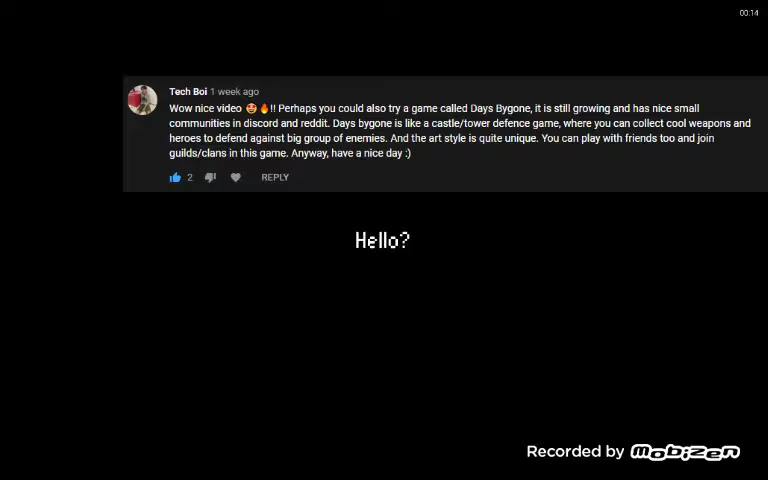 00:14
Tech Boi 1 week ago
Wow nice video 🤩🔥!! Perhaps you could also try a game called Days Bygone, it is still growing and has nice small
communities in discord and reddit. Days bygone is like a castle/tower defence game, where you can collect cool weapons and
heroes to defend against big group of enemies. And the art style is quite unique. You can play with friends too and join
guilds/clans in this game. Anyway, have a nice day :)
2 REPLY
Hello?
Recorded by Mobizen